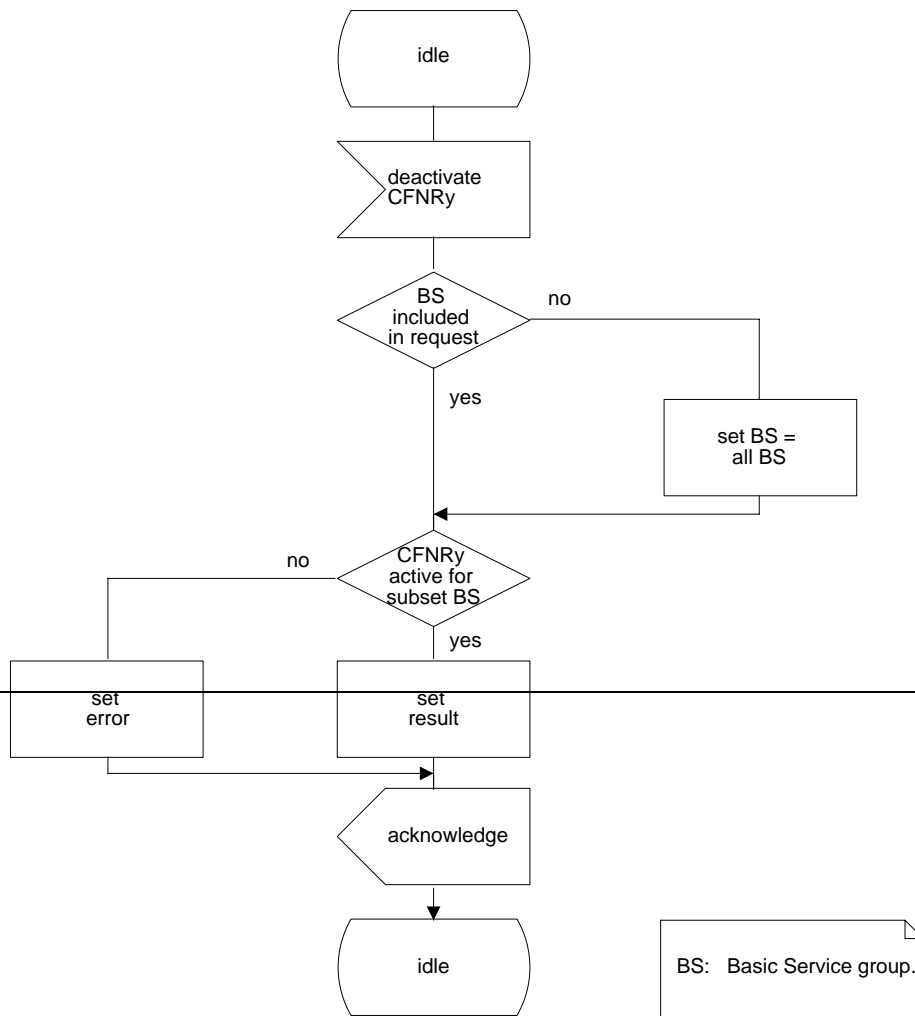 idle
deactivate
CFNRy
BS
included
in request
no
yes
set BS =
all BS
CFNRy
active for
subset BS
no
yes
set
error
set
result
acknowledge
idle
BS: Basic Service group.